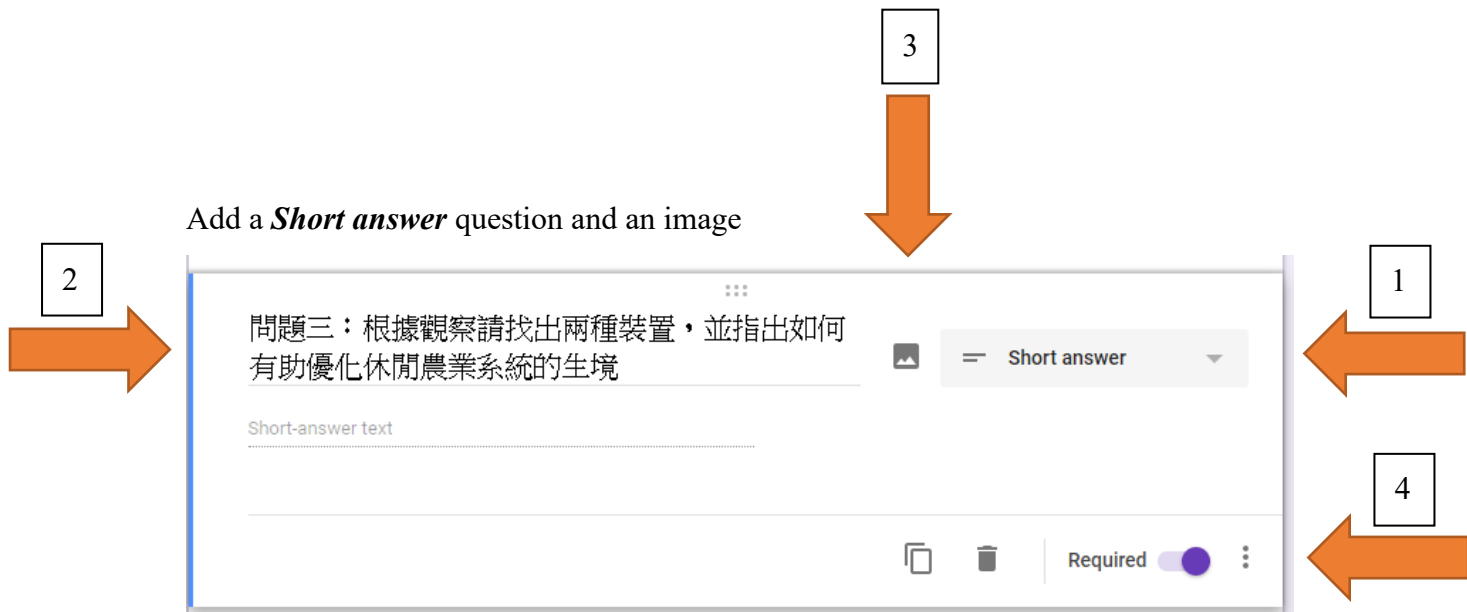 3
Add a Short answer question and an image
2
1
問題三：根據觀察請找出兩種裝置，並指出如何
有助優化休閒農業系統的生境
Short answer
Short-answer text
4
Required